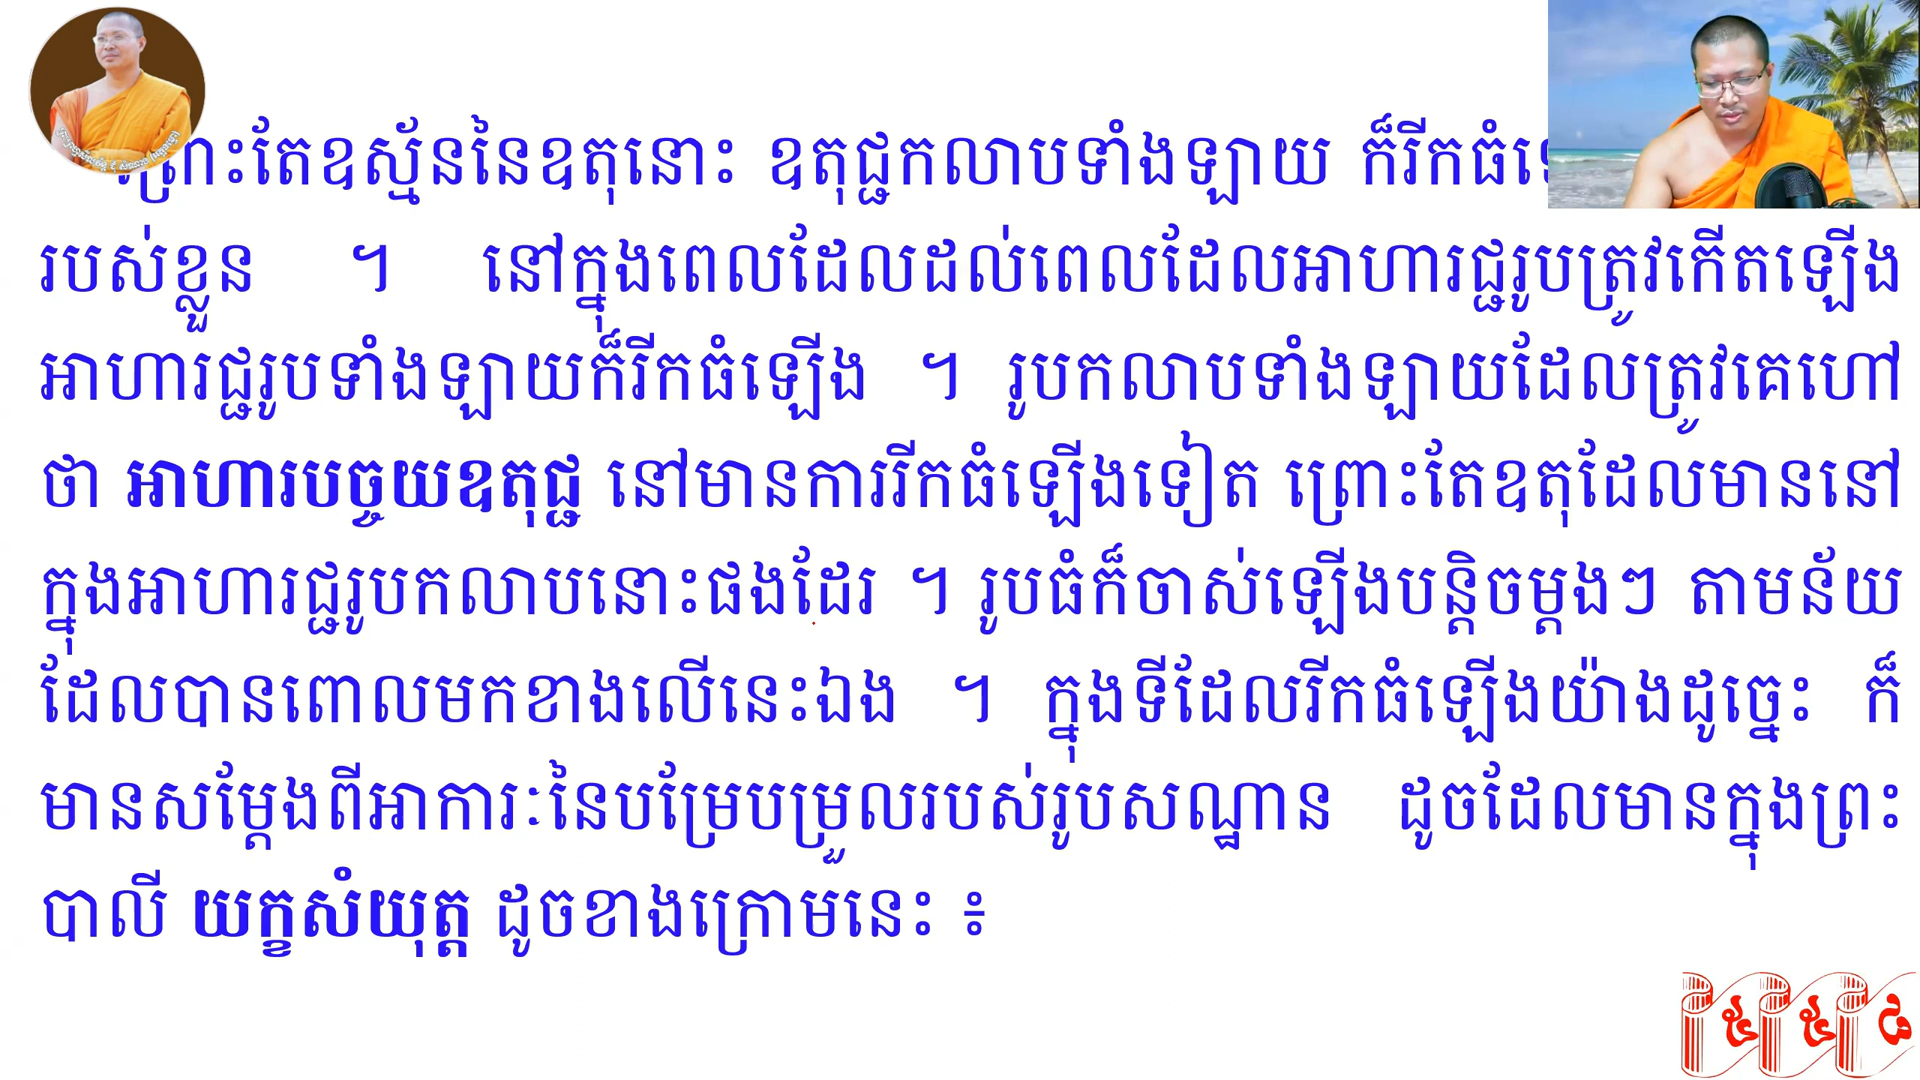 ព្រោះតែឧស្ម័ននៃឧតុនោះ ឧតុជ្ជកលាបទាំងឡាយ ក៏រីកធំ
របស់ខ្លួន ។ នៅក្នុងពេលដែលដល់ពេលដែលអាហារជ្ជរូបត្រូវកើតឡើង
អាហារជ្ជរូបទាំងឡាយក៏រីកធំឡើង ។ រូបកលាបទាំងឡាយដែលត្រូវគេហៅ
ថា អាហារបច្ចយឧតុជ្ជ នៅមានការរីកធំឡើងទៀត ព្រោះតែឧតុដែលមាននៅ
ក្នុងអាហារជ្ជរូបកលាបនោះផងដែរ ។ រូបធំក៏ចាស់ឡើងបន្តិចម្តងៗ តាមន័យ
ដែលបានពោលមកខាងលើនេះឯង ។ ក្នុងទីដែលរីកធំឡើងយ៉ាងដូច្នេះ ក៏
មានសម្តែងពីអាការៈនៃបម្រែបម្រួលរបស់រូបសណ្ឋាន ដូចដែលមានក្នុងព្រះ
បាលី យក្ខសំយុត្ត ដូចខាងក្រោមនេះ ៖